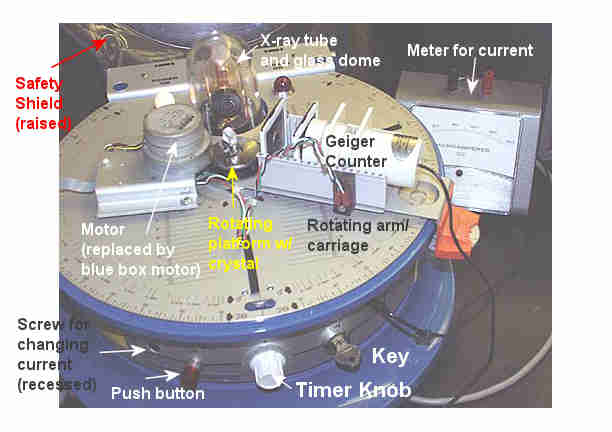 X-ray tube
and glass dome
Meter for current
Safety
Shield
(raised)
Geiger
Counter
Motor
(replaced by
blue box motor)
Rotating
platform w/
crystal
Rotating arm/
carriage
Screw for
changing
current
(recessed)
Push button
Timer Knob
Key